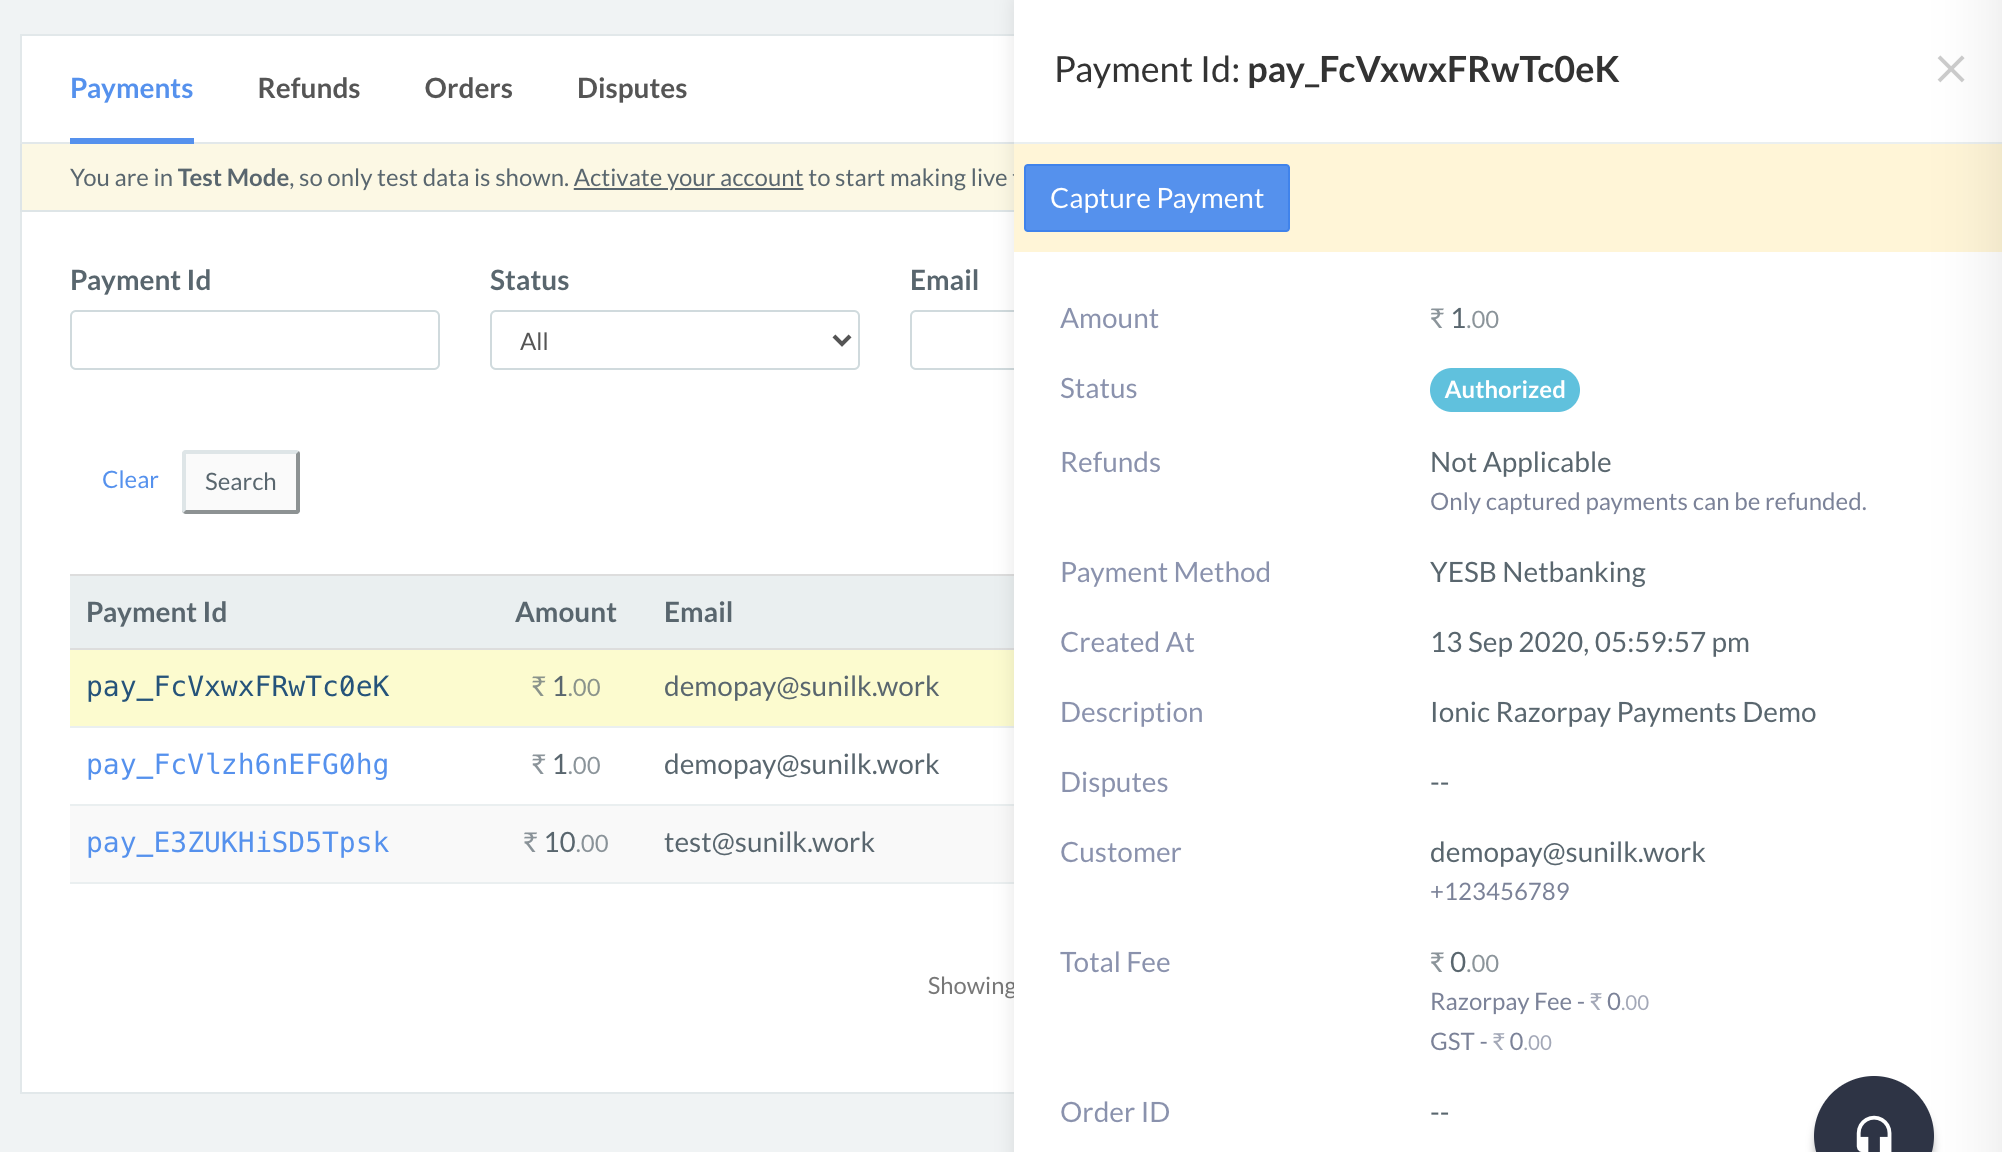 Payments Refunds Orders Disputes
You are in Test Mode, so only test data is shown. Activate your account to start making live
Payment Id Status Email
All
Clear Search
Payment Id Amount Email
pay_FcVxwxFRwTc0eK ₹ 1.00 demopay@sunilk.work
pay_FcVlzh6nEFG0hg ₹ 1.00 demopay@sunilk.work
pay_E3ZUKHiSD5Tpsk ₹ 10.00 test@sunilk.work
Showing
Payment Id: pay_FcVxwxFRwTc0eK
Capture Payment
Amount ₹ 1.00
Status Authorized
Refunds Not Applicable
Only captured payments can be refunded.
Payment Method YESB Netbanking
Created At 13 Sep 2020, 05:59:57 pm
Description Ionic Razorpay Payments Demo
Disputes --
Customer demopay@sunilk.work
+123456789
Total Fee ₹ 0.00
Razorpay Fee - ₹ 0.00
GST - ₹ 0.00
Order ID --